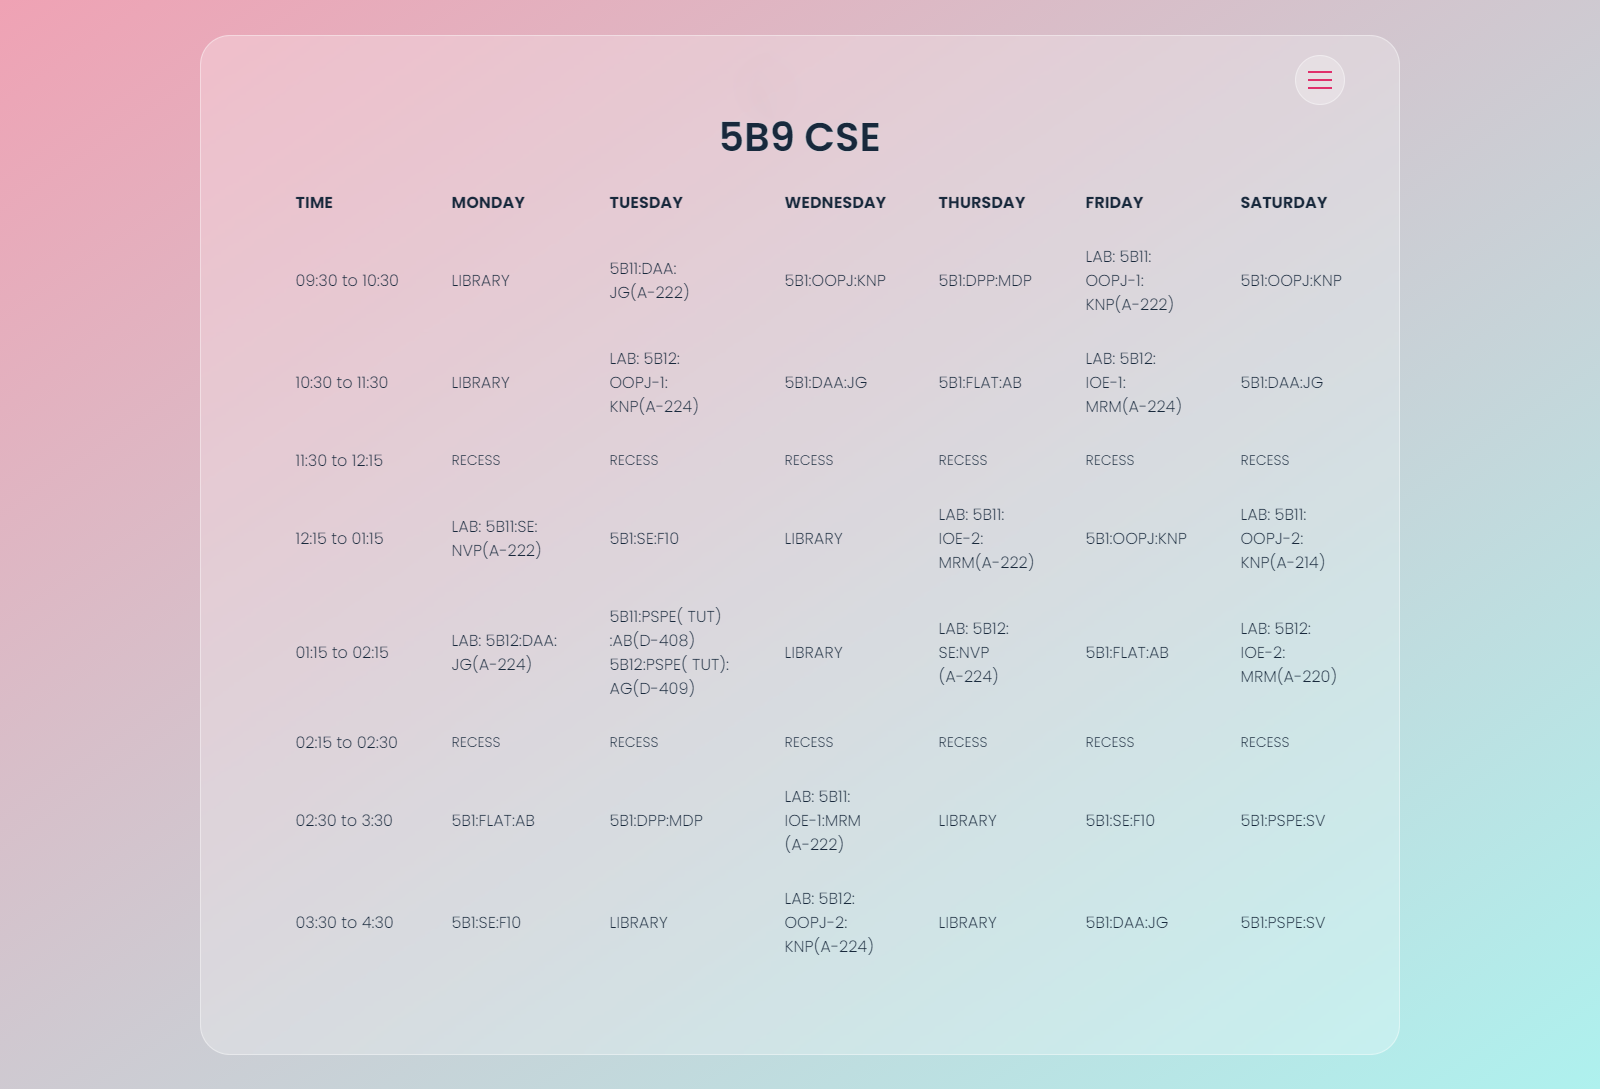 5B9 CSE
TIME MONDAY TUESDAY WEDNESDAY THURSDAY FRIDAY SATURDAY
09:30 to 10:30
LIBRARY
5B11:DAA:
JG(A-222)
5B1:OOPJ:KNP
5B1:DPP:MDP
LAB: 5B11:
OOPJ-1:
KNP(A-222)
5B1:OOPJ:KNP
10:30 to 11:30
LIBRARY
LAB: 5B12:
OOPJ-1:
KNP(A-224)
5B1:DAA:JG
5B1:FLAT:AB
LAB: 5B12:
IOE-1:
MRM(A-224)
5B1:DAA:JG
11:30 to 12:15
RECESS
RECESS
RECESS
RECESS
RECESS
RECESS
12:15 to 01:15
LAB: 5B11:SE:
NVP(A-222)
5B1:SE:F10
LIBRARY
LAB: 5B11:
IOE-2:
MRM(A-222)
5B1:OOPJ:KNP
LAB: 5B11:
OOPJ-2:
KNP(A-214)
01:15 to 02:15
LAB: 5B12:DAA:
JG(A-224)
5B11:PSPE( TUT)
:AB(D-408)
5B12:PSPE( TUT):
AG(D-409)
LIBRARY
LAB: 5B12:
SE:NVP
(A-224)
5B1:FLAT:AB
LAB: 5B12:
IOE-2:
MRM(A-220)
02:15 to 02:30
RECESS
RECESS
RECESS
RECESS
RECESS
RECESS
02:30 to 3:30
5B1:FLAT:AB
5B1:DPP:MDP
LAB: 5B11:
IOE-1:MRM
(A-222)
LIBRARY
5B1:SE:F10
5B1:PSPE:SV
03:30 to 4:30
5B1:SE:F10
LIBRARY
LAB: 5B12:
OOPJ-2:
KNP(A-224)
LIBRARY
5B1:DAA:JG
5B1:PSPE:SV